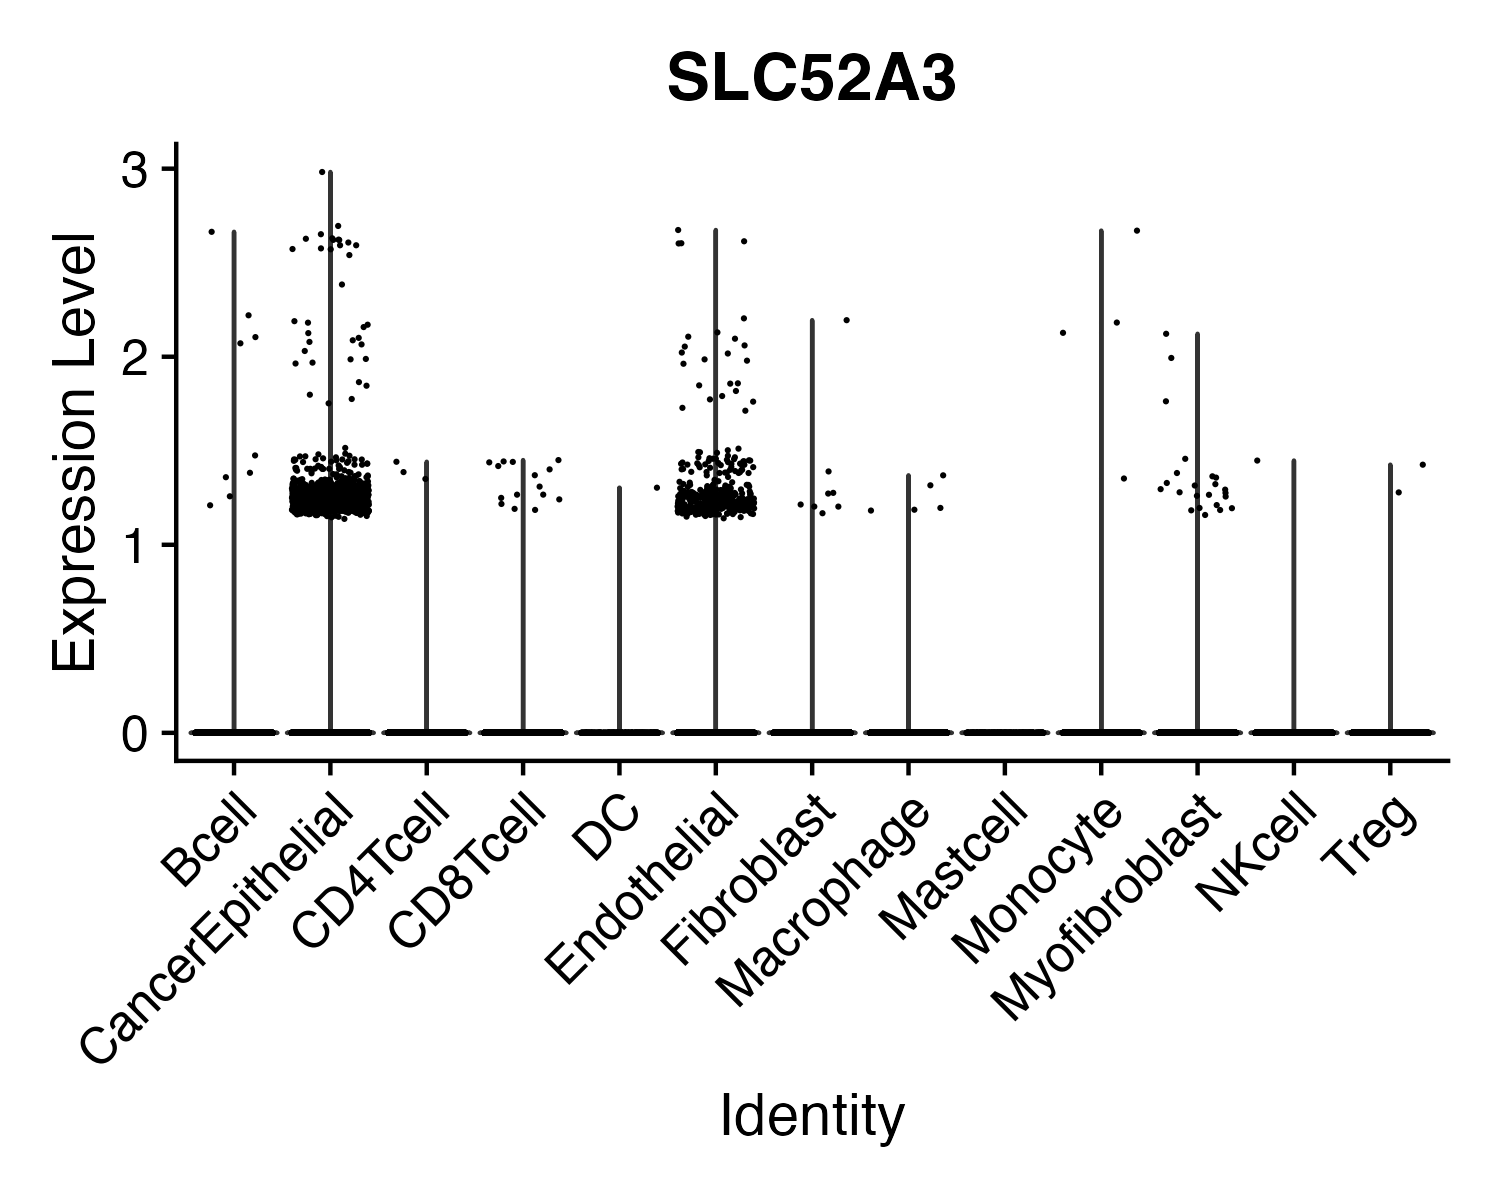 SLC52A3
Expression Level
3
2
1
0
Bcell
CancerEpithelial
CD4Tcell
CD8Tcell
DC
Endothelial
Fibroblast
Macrophage
Mastcell
Monocyte
Myofibroblast
NKcell
Treg
Identity